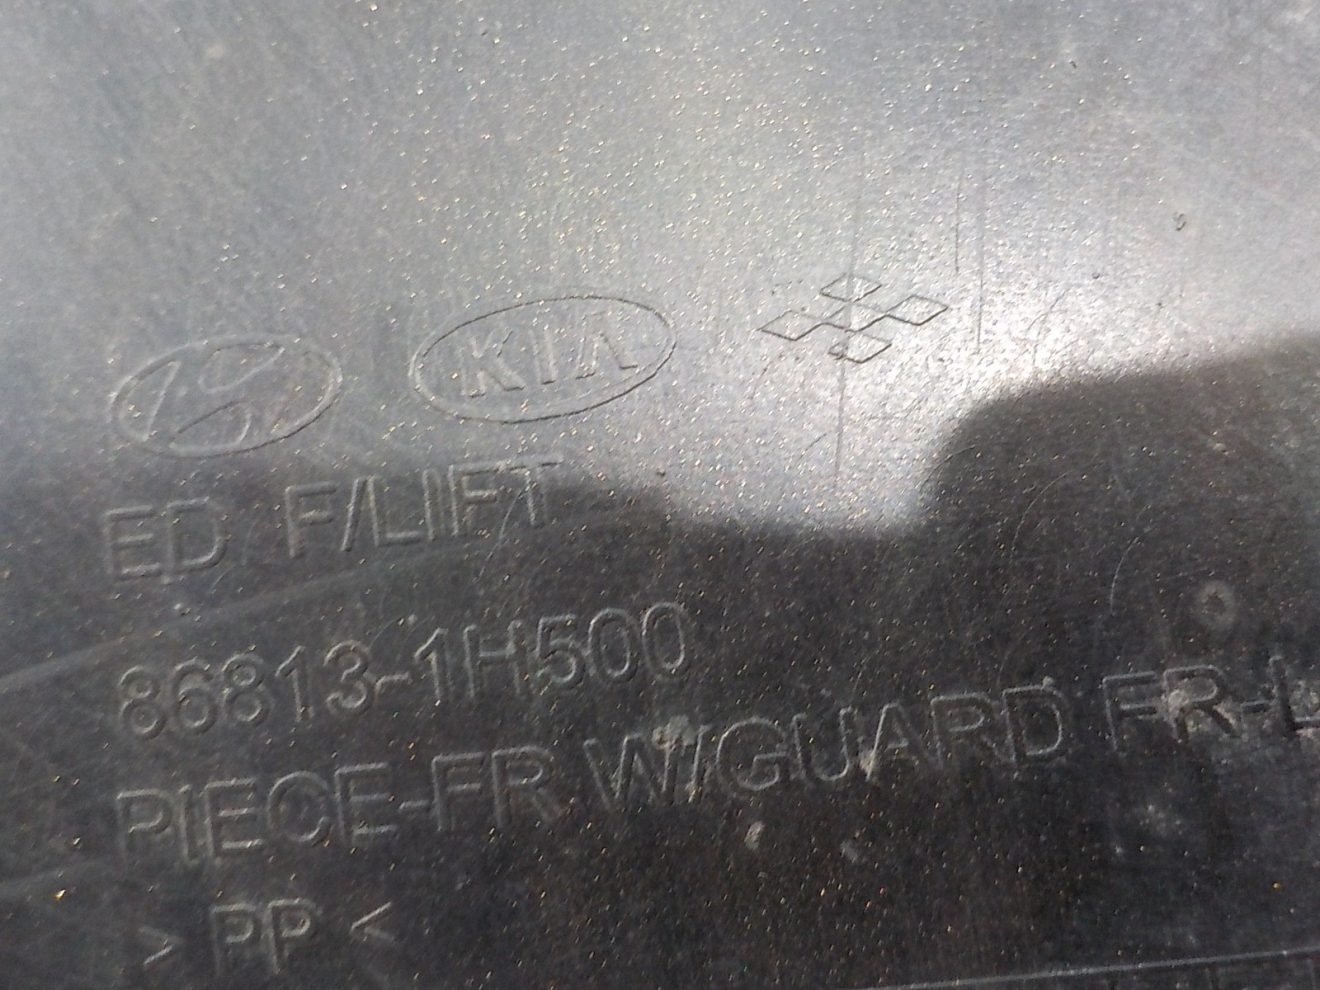 KIA
ED F/LIFT
86813-1H500
PIECE-FR W/GUARD FR-L
> PP <